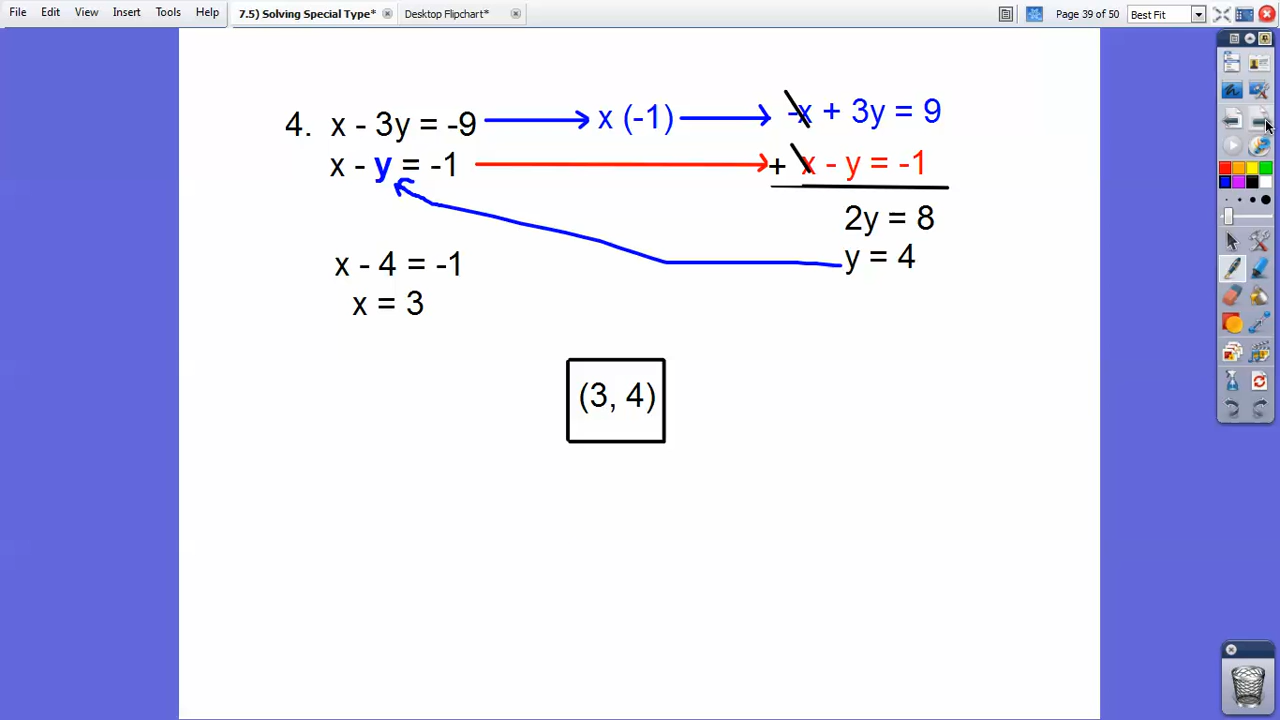 File Edit View Insert Tools Help 7.5) Solving Special Type* Desktop Flipchart* Page 39 of 50 Best Fit
4. x - 3y = -9 x (-1) -x + 3y = 9
x - y = -1 + x - y = -1
2y = 8
x - 4 = -1 y = 4
x = 3
(3, 4)